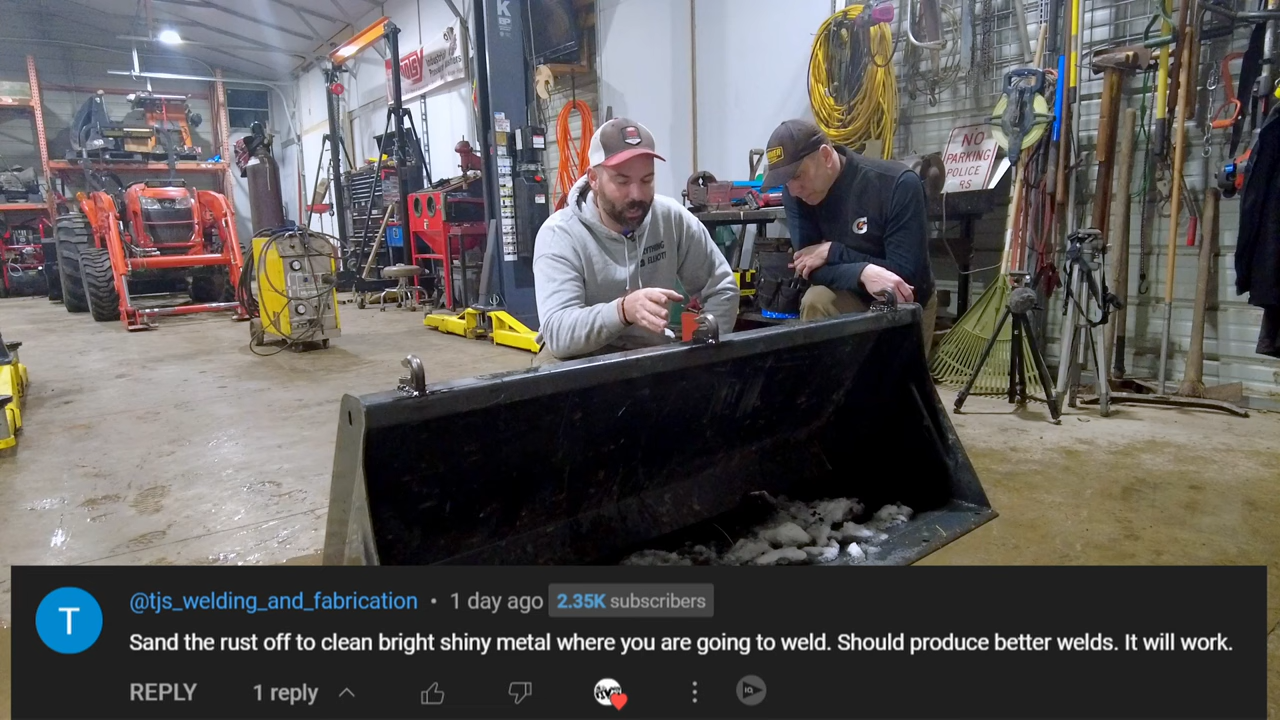 NO
PARKING
POLICE
RS
@tjs_welding_and_fabrication • 1 day ago 2.35K subscribers
T
Sand the rust off to clean bright shiny metal where you are going to weld. Should produce better welds. It will work.
REPLY 1 reply